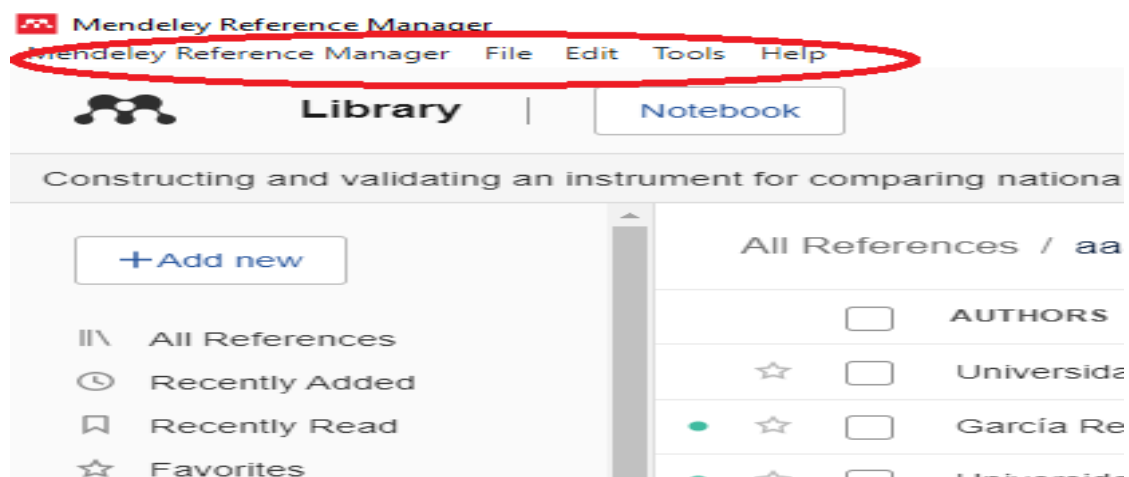 Mendeley Reference Manager
Mendeley Reference Manager File Edit Tools Help
Library | Notebook
Constructing and validating an instrument for comparing nationa
+Add new
All References
Recently Added
Recently Read
Favorites
All References / aa
AUTHORS
Universida
García Re
Universida